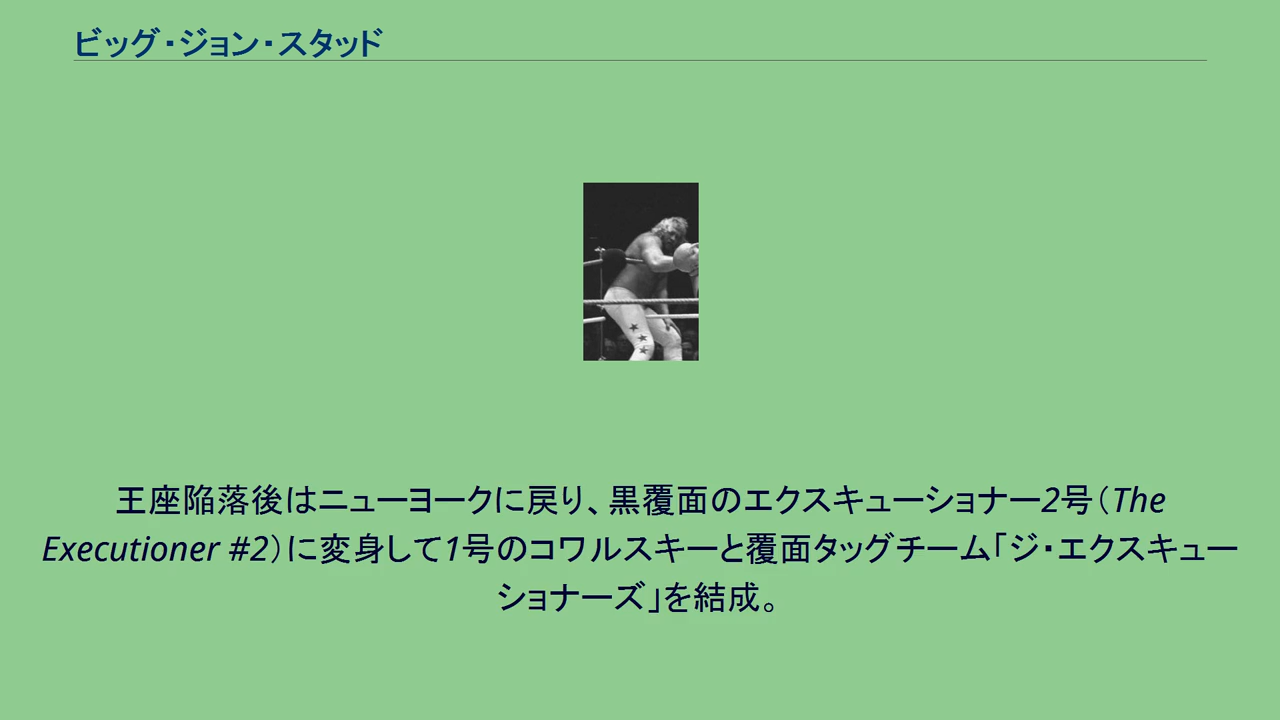 ビッグ・ジョン・スタッド
王座陥落後はニューヨークに戻り、黒覆面のエクスキューショナー2号（The
Executioner #2）に変身して1号のコワルスキーと覆面タッグチーム「ジ・エクスキュー
ショナーズ」を結成。